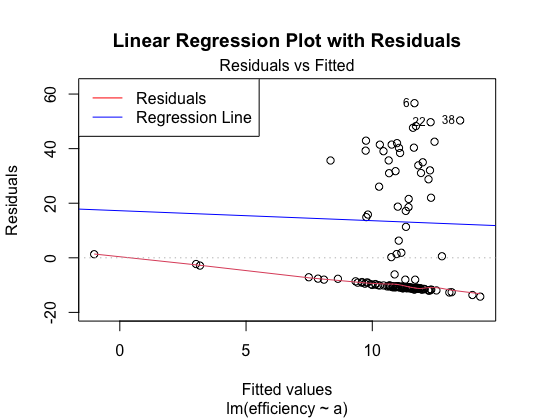 Linear Regression Plot with Residuals
Residuals vs Fitted
Residuals
Regression Line
Residuals
60
40
20
0
-20
6
22
38
0
5
10
Fitted values
lm(efficiency ~ a)